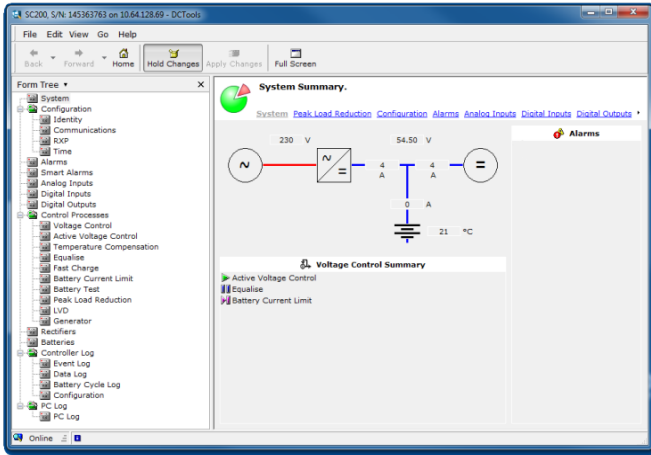 SC200, S/N: 145363763 on 10.64.128.69 - DCTools
File Edit View Go Help
Back Forward Home Hold Changes Apply Changes Full Screen
Form Tree
System
Configuration
Identity
Communications
RXP
Time
Alarms
Smart Alarms
Analog Inputs
Digital Inputs
Digital Outputs
Control Processes
Voltage Control
Active Voltage Control
Temperature Compensation
Equalise
Fast Charge
Battery Current Limit
Battery Test
Peak Load Reduction
LVD
Generator
Rectifiers
Batteries
Controller Log
Event Log
Data Log
Battery Cycle Log
Configuration
PC Log
PC Log
System Summary.
System Peak Load Reduction Configuration Alarms Analog Inputs Digital Inputs Digital Outputs
230 V 54.50 V
4 4
A A
0 A
21 °C
Voltage Control Summary
Active Voltage Control
Equalise
Battery Current Limit
Alarms
Online